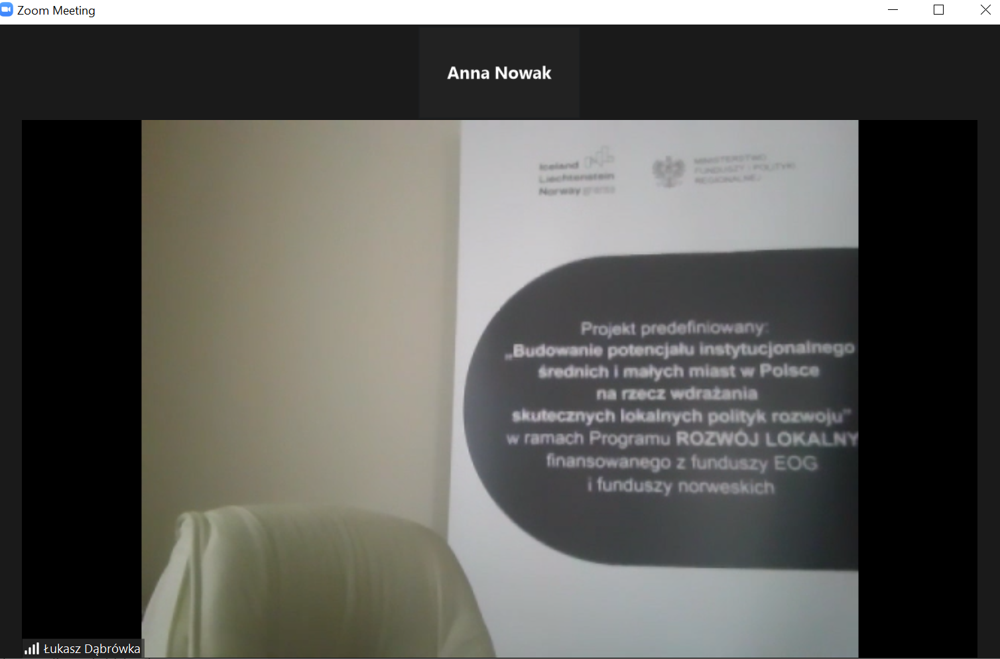 Zoom Meeting
Anna Nowak
Iceland
Liechtenstein
Norway grants
MINISTERSTWO
FUNDUSZY I POLITYKI
REGIONALNEJ
Projekt predefiniowany:
„Budowanie potencjału instytucjonalnego
średnich i małych miast w Polsce
na rzecz wdrażania
skutecznych lokalnych polityk rozwoju”
w ramach Programu ROZWÓJ LOKALNY
finansowanego z funduszy EOG
i funduszy norweskich
Łukasz Dąbrówka